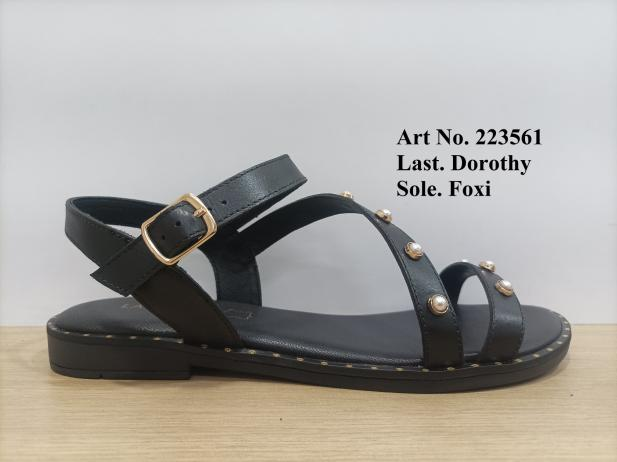 Art No. 223561
Last. Dorothy
Sole. Foxi